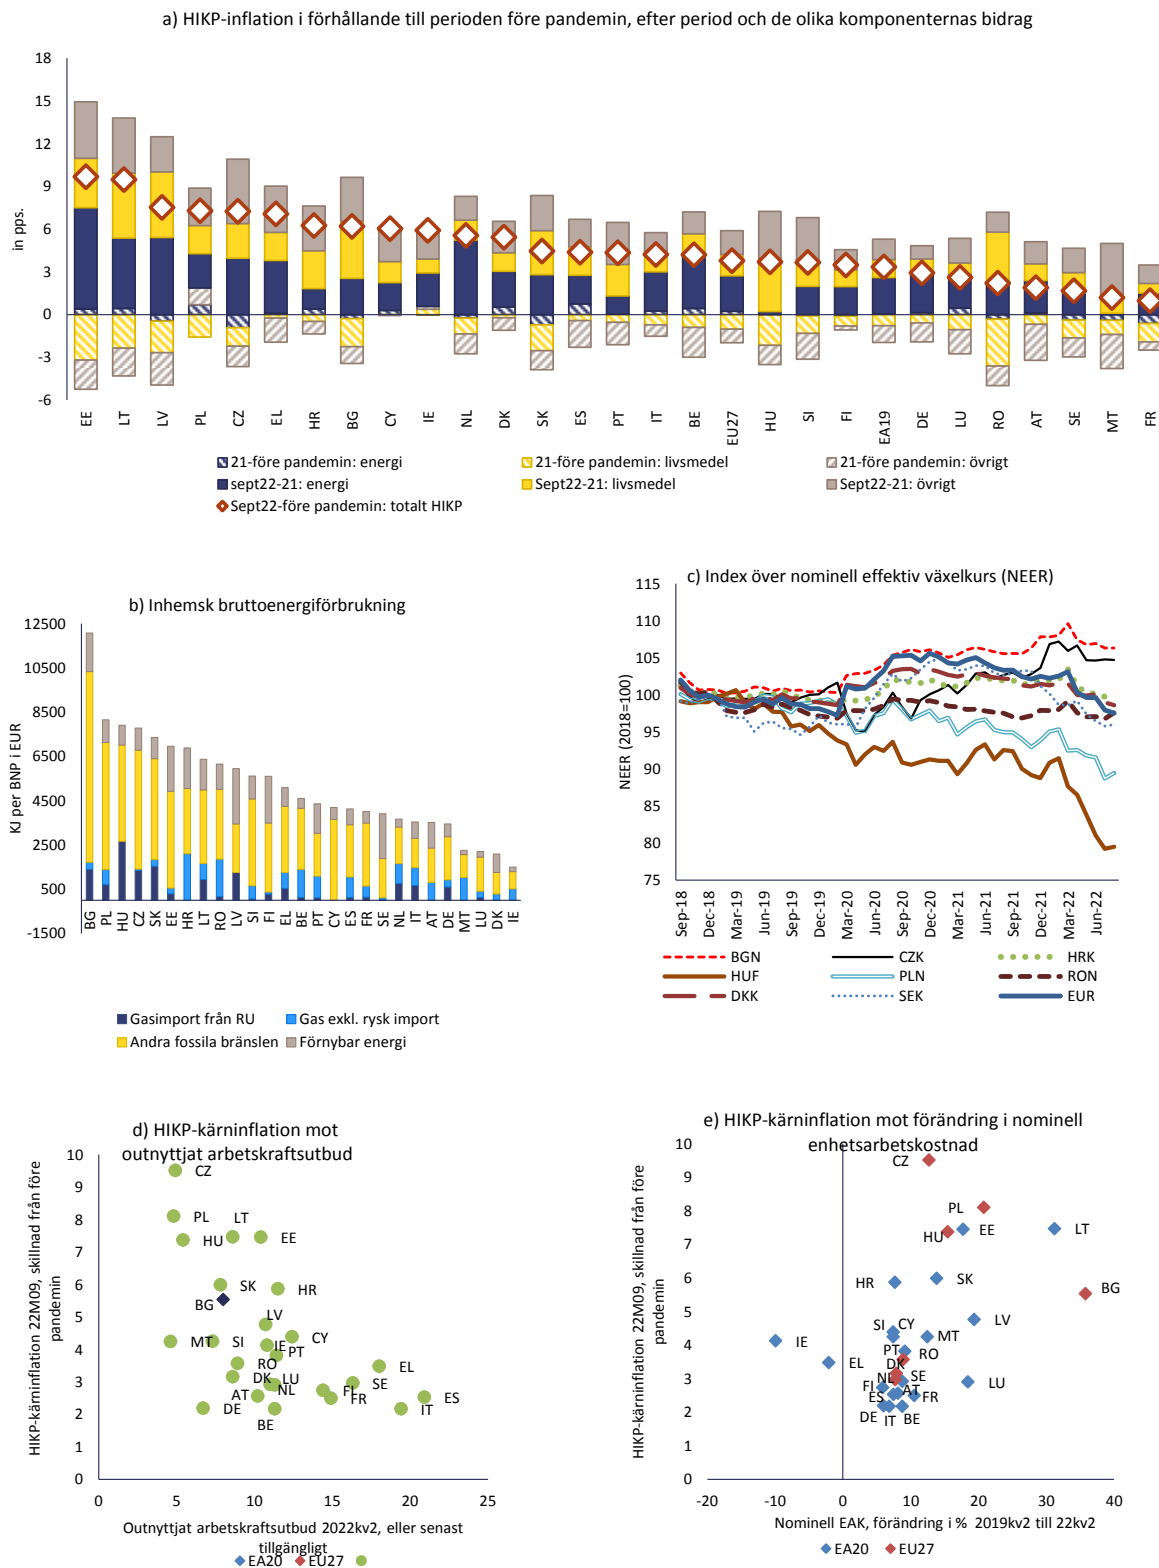 a) HIKP-inflation i förhållande till perioden före pandemin, efter period och de olika komponenternas bidrag
in pps.
18
15
12
9
6
3
0
-3
-6
EE LT LV PL CZ EL HR BG CY IE NL DK SK ES PT IT BE EU27 HU SI FI EA19 DE LU RO AT SE MT FR
21-före pandemin: energi
21-före pandemin: livsmedel
21-före pandemin: övrigt
sept22-21: energi
Sept22-21: livsmedel
Sept22-21: övrigt
Sept22-före pandemin: totalt HIKP
b) Inhemsk bruttoenergiförbrukning
KJ per BNP i EUR
12500
10500
8500
6500
4500
2500
500
-1500
BG PL HU CZ SK EE HR LT RO LV SI FI EL BE PT CY ES FR SE NL IT AT DE MT LU DK IE
Gasimport från RU
Gas exkl. rysk import
Andra fossila bränslen
Förnybar energi
c) Index över nominell effektiv växelkurs (NEER)
NEER (2018=100)
115
110
105
100
95
90
85
80
75
Sep-18 Dec-18 Mar-19 Jun-19 Sep-19 Dec-19 Mar-20 Jun-20 Sep-20 Dec-20 Mar-21 Jun-21 Sep-21 Dec-21 Mar-22 Jun-22
BGN
CZK
HRK
HUF
PLN
RON
DKK
SEK
EUR
d) HIKP-kärninflation mot
outnyttjat arbetskraftsutbud
HIKP-kärninflation 22M09, skillnad från före
pandemin
10
9
8
7
6
5
4
3
2
1
0
CZ
PL
LT
HU
EE
SK
HR
BG
LV
CY
MT
SI
IE
PT
RO
EL
DK
LU
SE
AT
NL
FI
FR
ES
DE
BE
IT
0 5 10 15 20 25
Outnyttjat arbetskraftsutbud 2022kv2, eller senast
tillgängligt
EA20
EU27
e) HIKP-kärninflation mot förändring i nominell
enhetsarbetskostnad
HIKP-kärninflation 22M09, skillnad från före
pandemin
10
9
8
7
6
5
4
3
2
1
0
CZ
PL
HU
EE
LT
HR
SK
BG
SI
CY
LV
IE
MT
PT
RO
EL
DK
NL
SE
LU
FI
AT
ES
FR
DE
IT
BE
-20 -10 0 10 20 30 40
Nominell EAK, förändring i % 2019kv2 till 22kv2
EA20
EU27